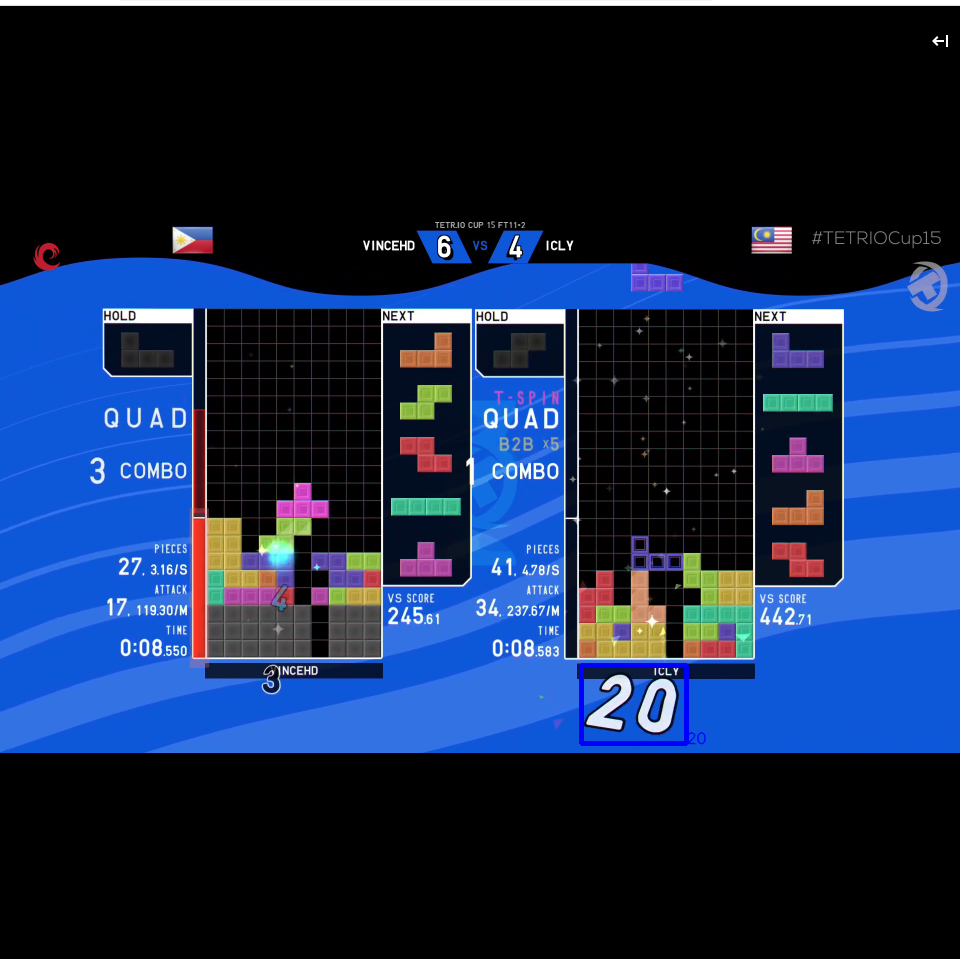 TETR.IO CUP 15 FT11-2
VINCEHD 6 VS 4 ICLY
#TETRIOCup15
HOLD
NEXT
HOLD
NEXT
QUAD
3 COMBO
PIECES
27, 3.16/S
ATTACK
17, 119.30/M
TIME
0:08.550
VS SCORE
245.61
4
3
VINCEHD
T-SPIN
QUAD
B2B ×5
1 COMBO
PIECES
41, 4.78/S
ATTACK
34, 237.67/M
TIME
0:08.583
VS SCORE
442.71
ICLY
20
20